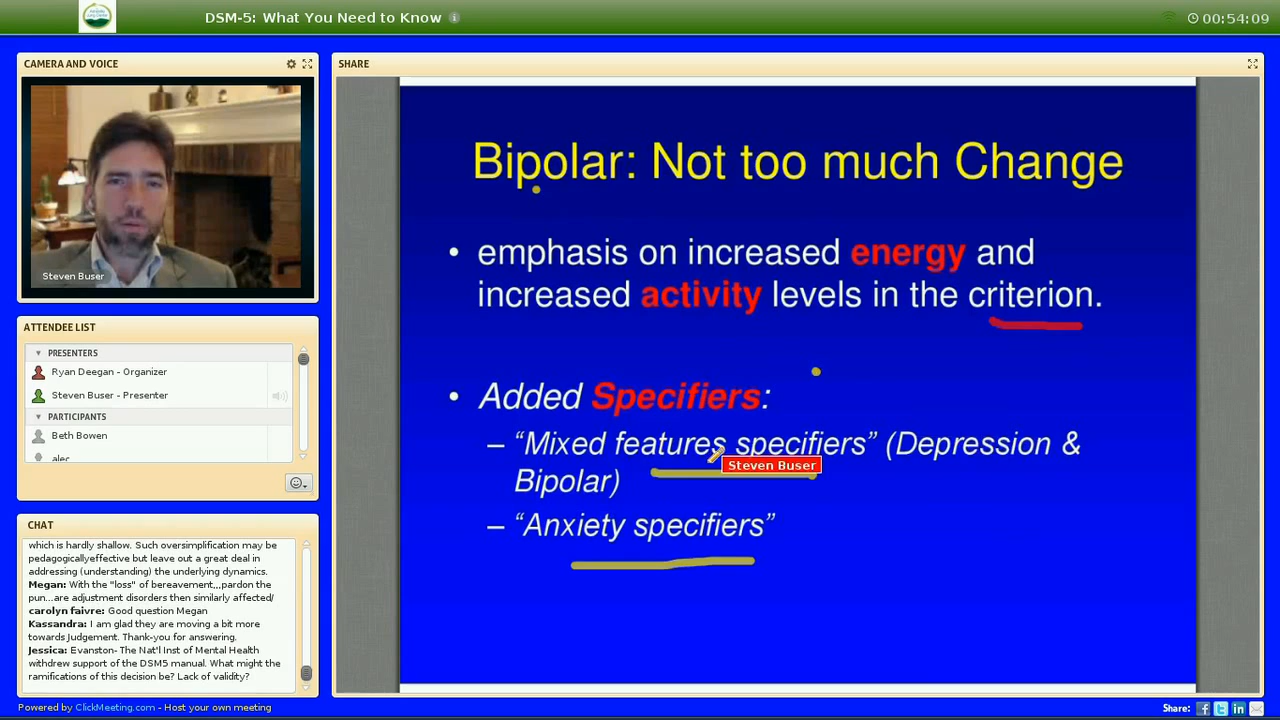 DSM-5: What You Need to Know
00:54:09
CAMERA AND VOICE
Steven Buser
ATTENDEE LIST
PRESENTERS
Ryan Deegan - Organizer
Steven Buser - Presenter
PARTICIPANTS
Beth Bowen
alec
CHAT
which is hardly shallow. Such oversimplification may be
pedagogicallyeffective but leave out a great deal in
addressing (understanding) the underlying dynamics.
Megan: With the "loss" of bereavement,,,pardon the
pun...are adjustment disorders then similarly affected/
carolyn faivre: Good question Megan
Kassandra: I am glad they are moving a bit more
towards Judgement. Thank-you for answering.
Jessica: Evanston- The Nat'l Inst of Mental Health
withdrew support of the DSM5 manual. What might the
ramifications of this decision be? Lack of validity?
SHARE
Bipolar: Not too much Change
• emphasis on increased energy and
increased activity levels in the criterion.
• Added Specifiers:
– “Mixed features specifiers” (Depression &
Steven Buser
Bipolar)
– “Anxiety specifiers”
Powered by ClickMeeting.com - Host your own meeting
Share: